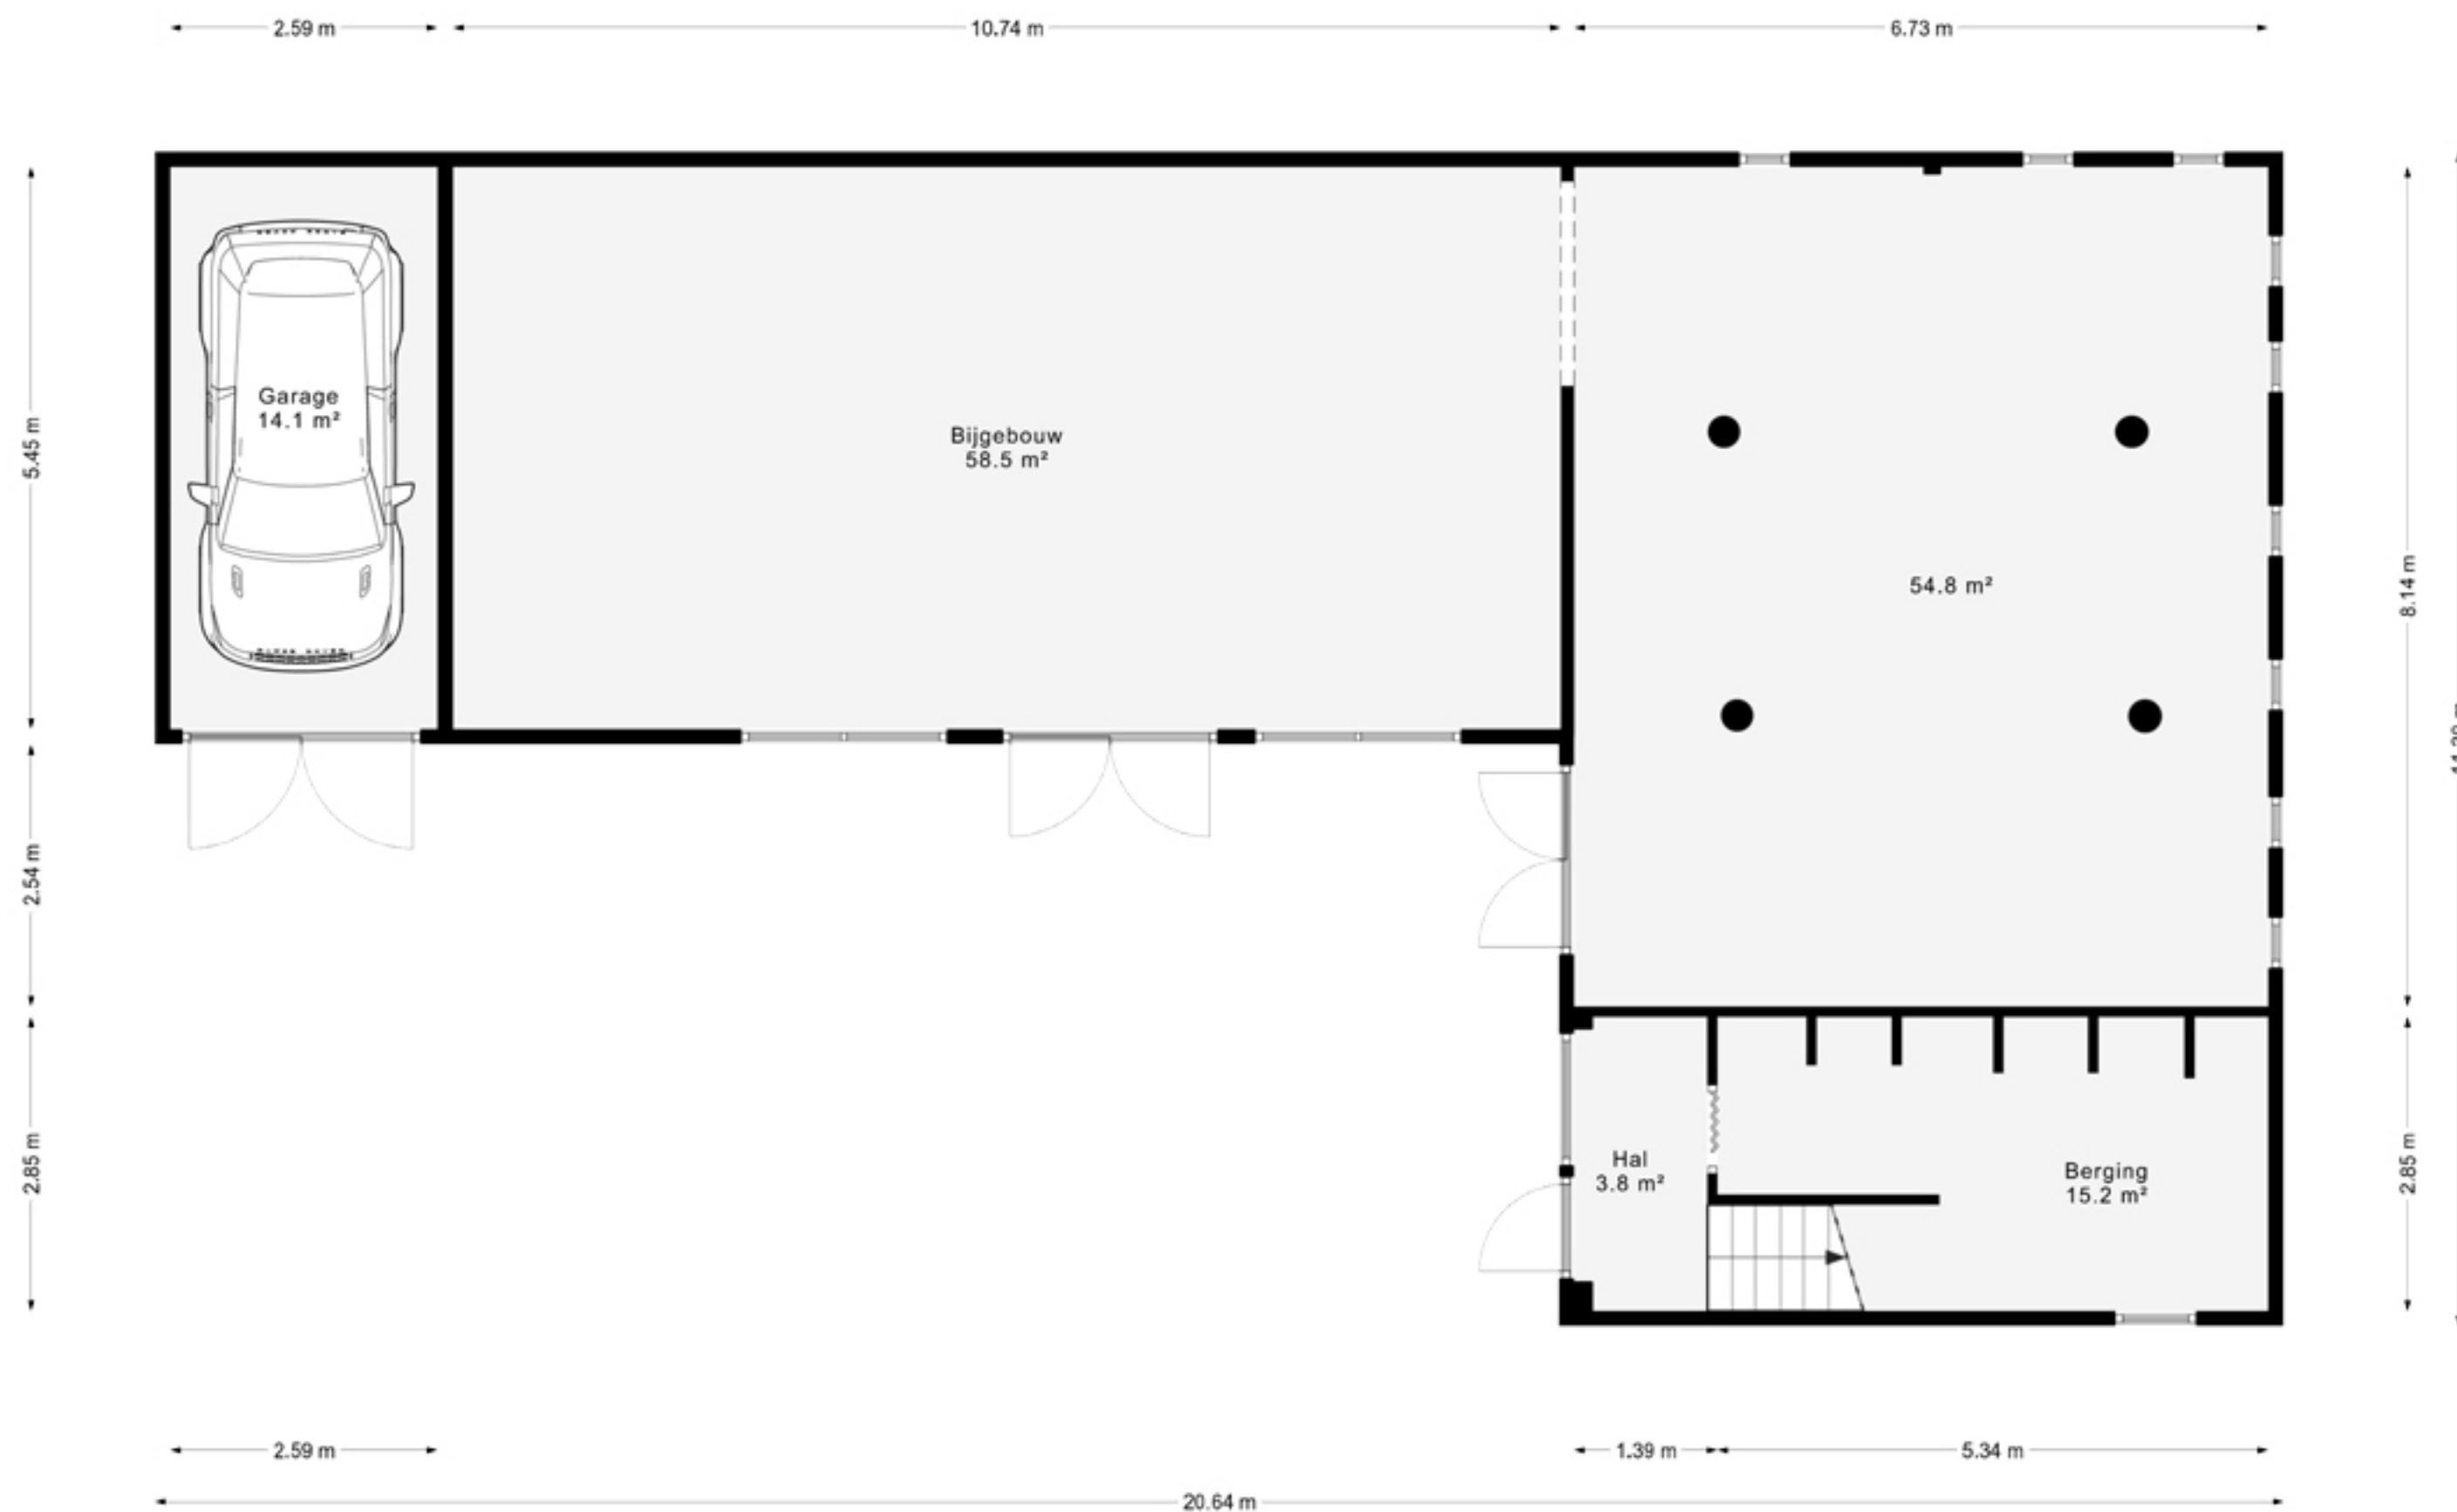 2.59 m
10.74 m
6.73 m
5.45 m
Garage
14.1 m²
Bijgebouw
58.5 m²
54.8 m²
8.14 m
2.54 m
2.85 m
Hal
3.8 m²
Berging
15.2 m²
2.85 m
2.59 m
1.39 m
5.34 m
20.64 m